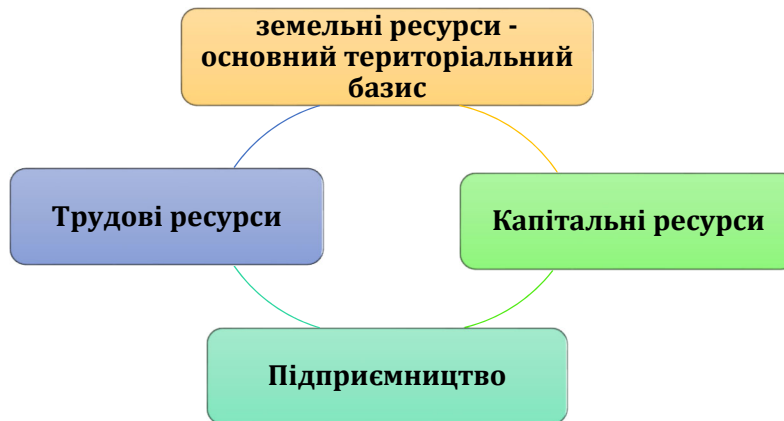 земельні ресурси -
основний територіальний
базис
Трудові ресурси
Капітальні ресурси
Підприємництво